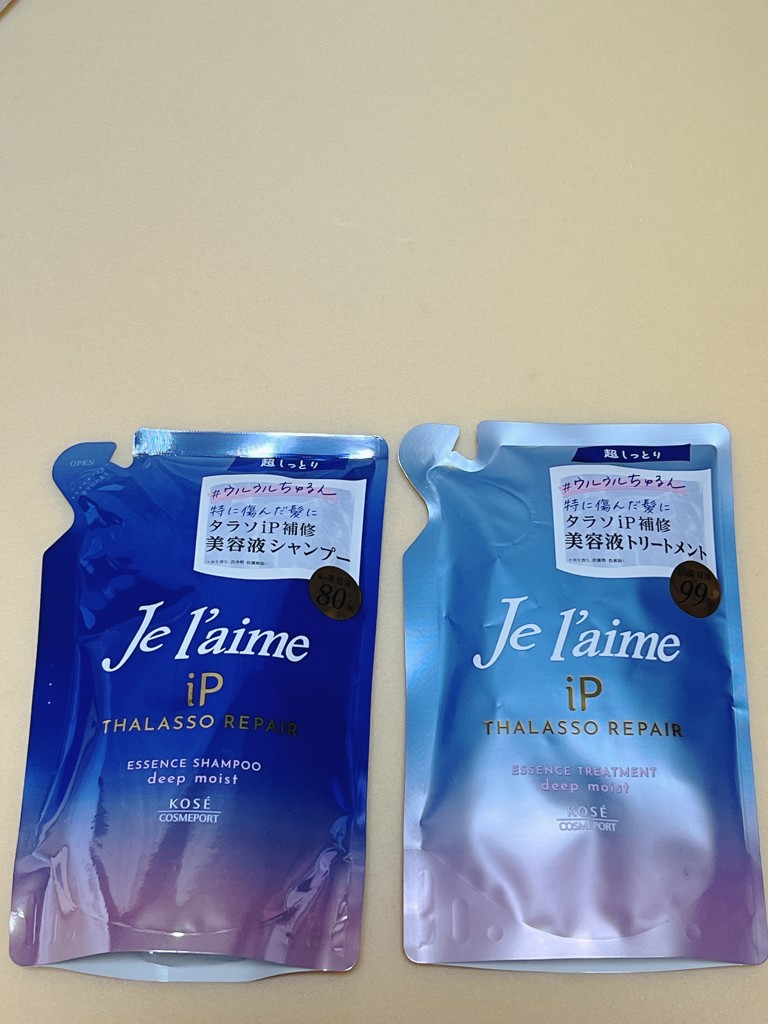 OPEN
超しっとり
#ウルウルちゅるん
特に傷んだ髪に
タラソiP補修
美容液シャンプー
80%
Je l'aime
iP
THALASSO REPAIR
ESSENCE SHAMPOO
deep moist
KOSÉ
COSMEPORT
超しっとり
#ウルウルちゅるん
特に傷んだ髪に
タラソiP補修
美容液トリートメント
99%
Je l'aime
iP
THALASSO REPAIR
ESSENCE TREATMENT
deep moist
KOSÉ
COSMEPORT